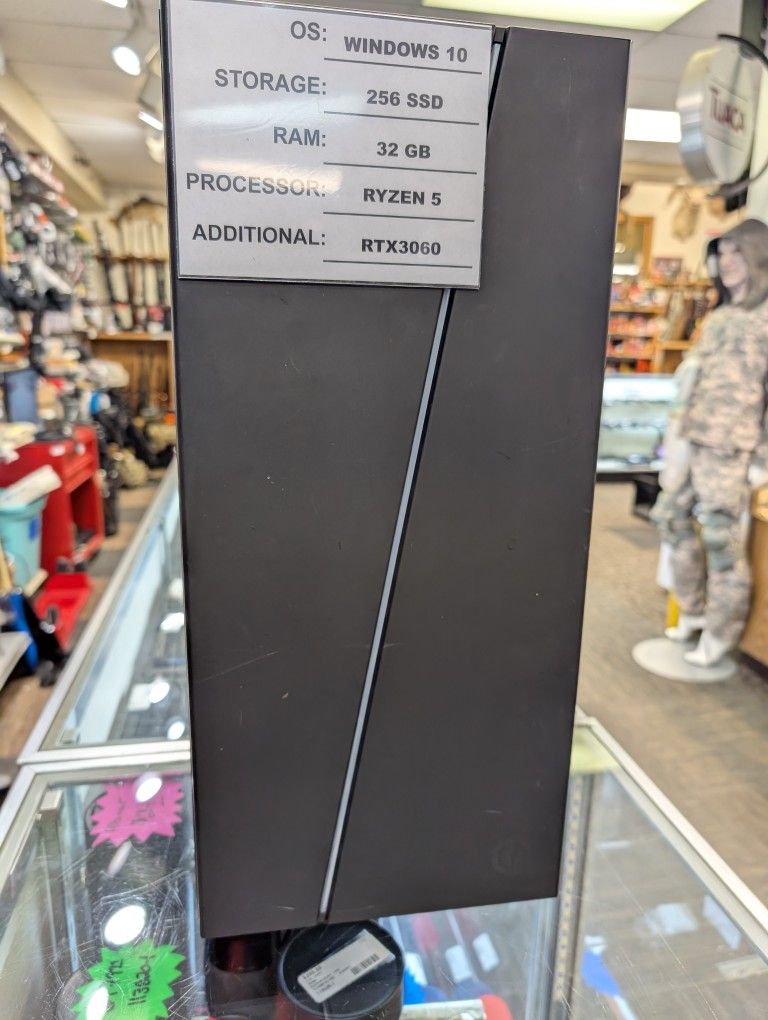 OS: WINDOWS 10
STORAGE: 256 SSD
RAM: 32 GB
PROCESSOR: RYZEN 5
ADDITIONAL: RTX3060